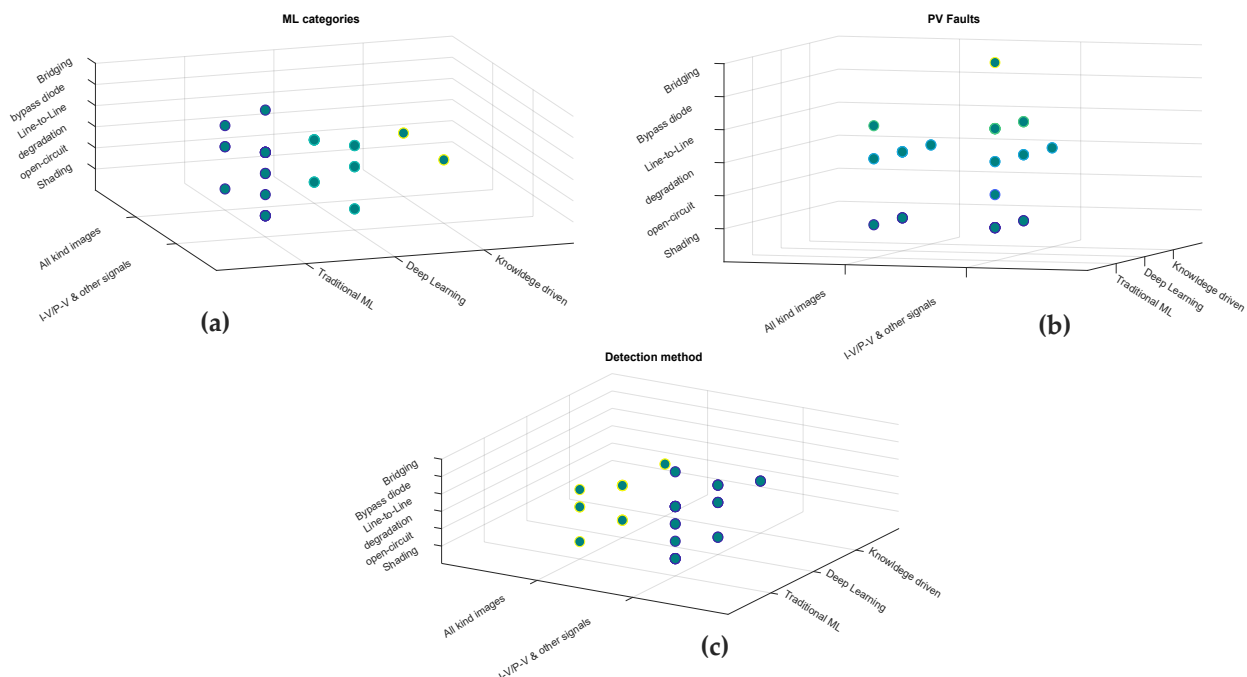 ML categories
Bridging
bypass diode
Line-to-Line
degradation
open-circuit
Shading
All kind images
I-V/P-V & other signals
Traditional ML
Deep Learning
Knowldege driven
(a)
PV Faults
Bridging
Bypass diode
Line-to-Line
degradation
open-circuit
Shading
All kind images
I-V/P-V & other signals
Traditional ML
Deep Learning
Knowldege driven
(b)
Detection method
Bridging
Bypass diode
Line-to-Line
degradation
open-circuit
Shading
All kind images
I-V/P-V & other signals
Traditional ML
Deep Learning
Knowldege driven
(c)